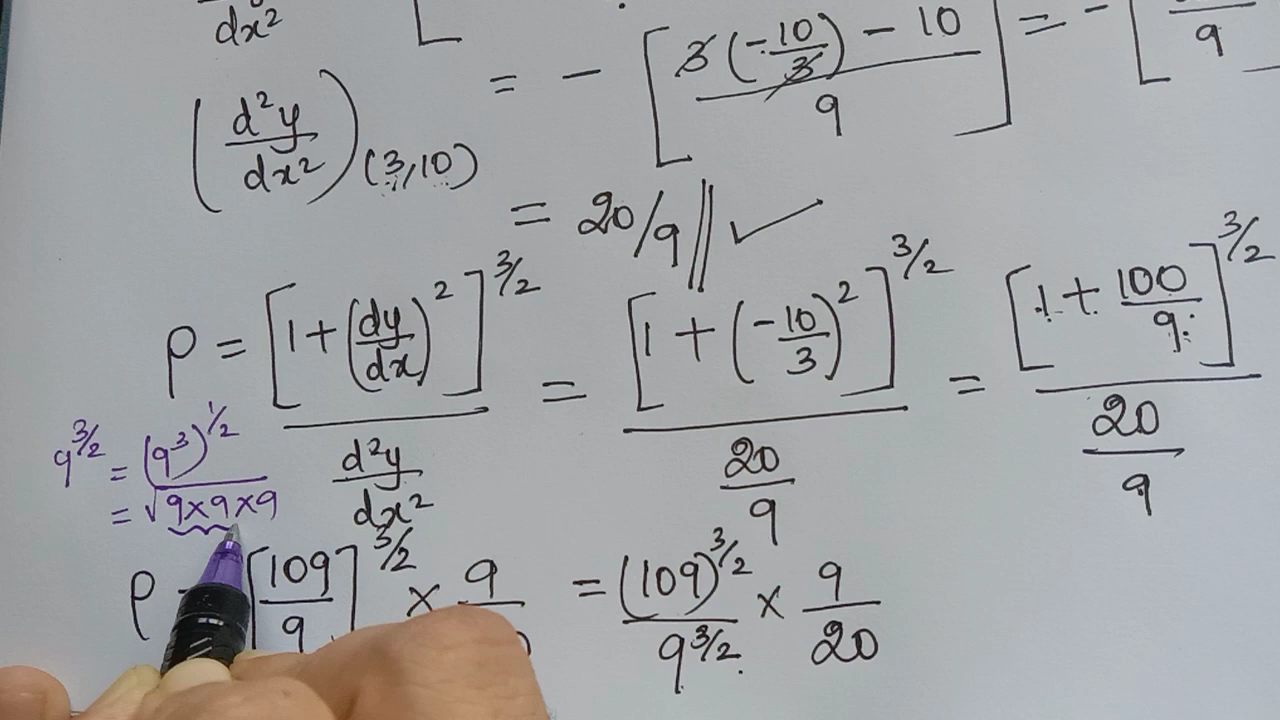 dx²
(d²y/dx²)(3,10) = - [3(-10/3) - 10 / 9] = - [ / 9
= 20/9 ✓
ρ = [1 + (dy/dx)²]^3/2 / d²y/dx² = [1 + (-10/3)²]^3/2 / 20/9 = [1 + 100/9]^3/2 / 20/9
9^3/2 = (9³)^1/2
= √9×9×9
ρ = [109/9]^3/2 × 9/ = (109)^3/2 / 9^3/2 × 9/20